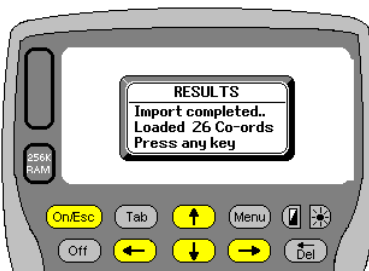 RESULTS
Import completed..
Loaded 26 Co-ords
Press any key
256K
RAM
On/Esc
Tab
Menu
Off
Del